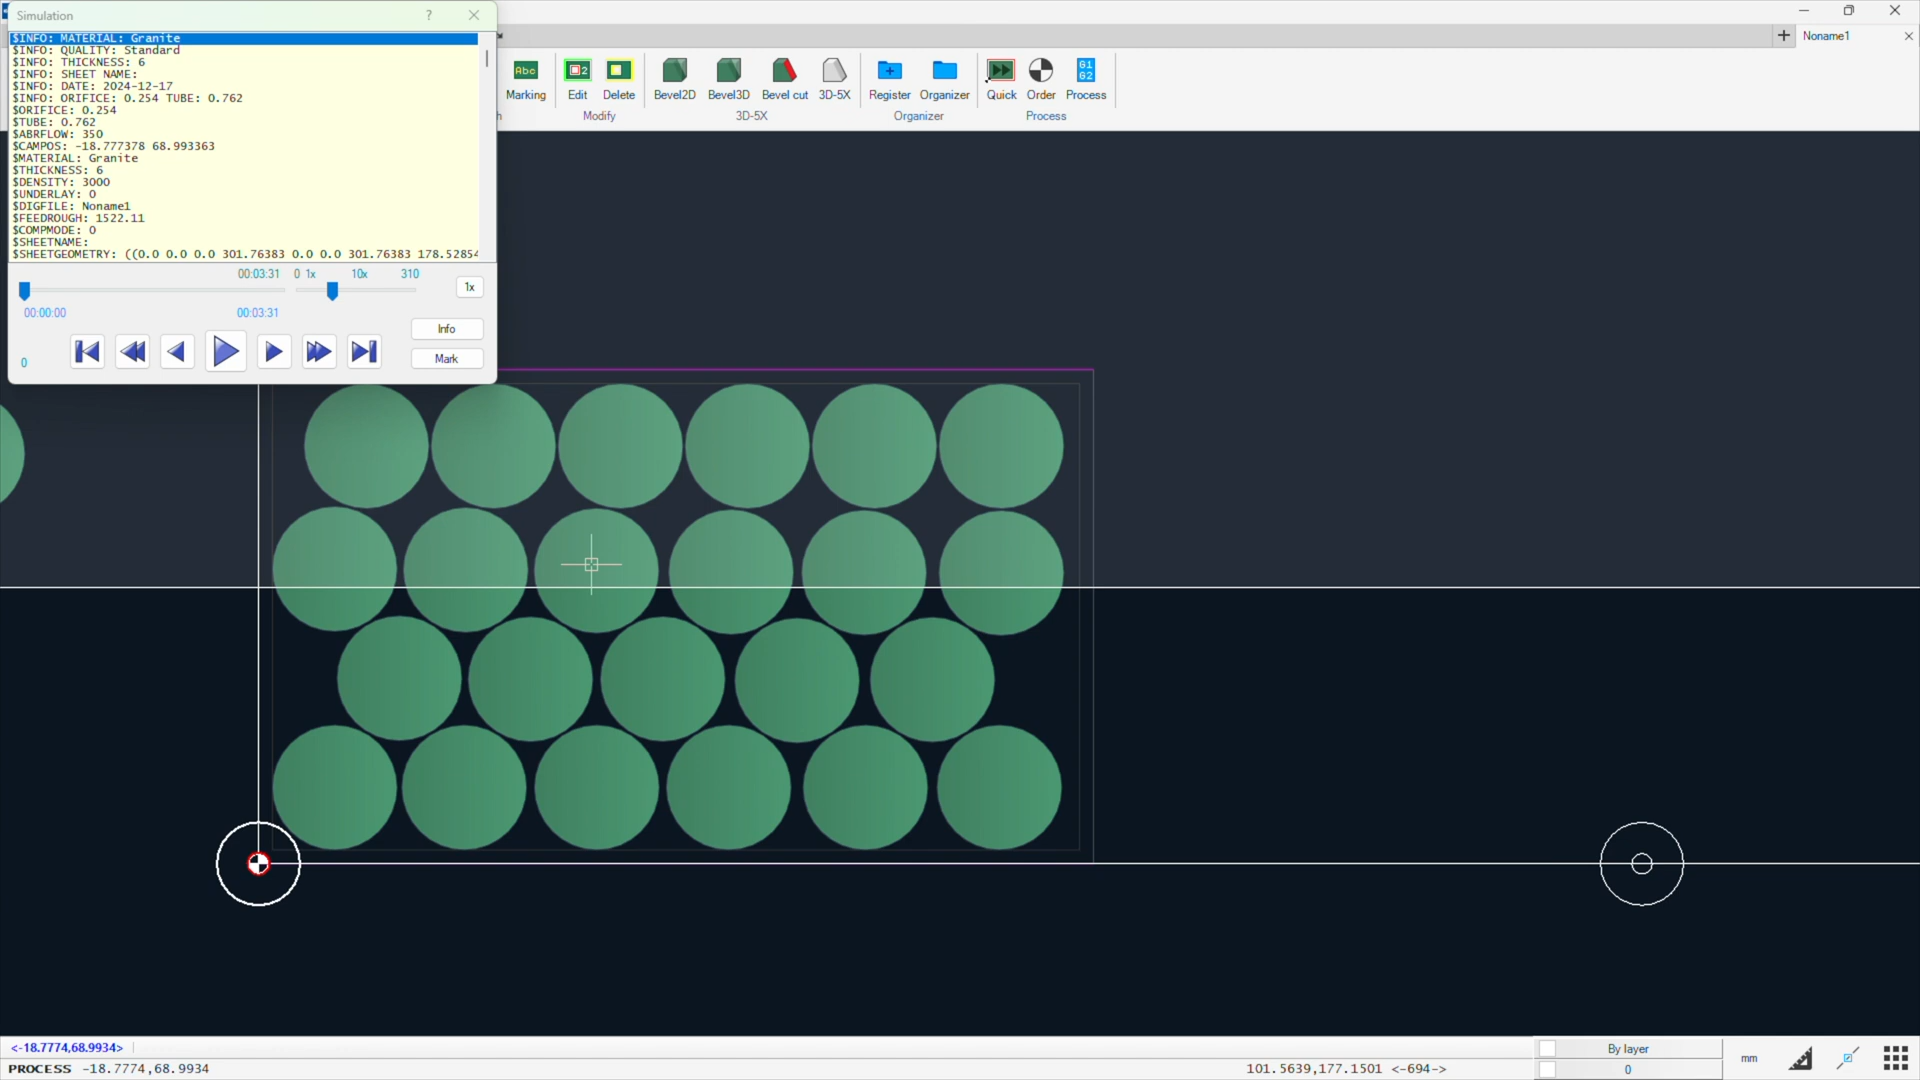 Simulation
?
$INFO: MATERIAL: Granite
$INFO: QUALITY: Standard
$INFO: THICKNESS: 6
$INFO: SHEET NAME:
$INFO: DATE: 2024-12-17
$INFO: ORIFICE: 0.254 TUBE: 0.762
$ORIFICE: 0.254
$TUBE: 0.762
$ABRFLOW: 350
$CAMPOS: -18.777378 68.993363
$MATERIAL: Granite
$THICKNESS: 6
$DENSITY: 3000
$UNDERLAY: 0
$DIGFILE: Noname1
$FEEDROUGH: 1522.11
$COMPMODE: 0
$SHEETNAME:
$SHEETGEOMETRY: ((0.0 0.0 0.0 301.76383 0.0 0.0 301.76383 178.52854
00:03:31 0 1x 10x 310
1x
00:00:00 00:03:31
Info
0
Mark
Noname1
Abc
Marking
2
Edit
Delete
Bevel2D
Bevel3D
Bevel cut
3D-5X
Register
Organizer
Quick
Order
G1
G2
Process
h
Modify
3D-5X
Organizer
Process
<-18.7774,68.9934>
PROCESS -18.7774,68.9934
101.5639,177.1501 <-694->
By layer
0
mm